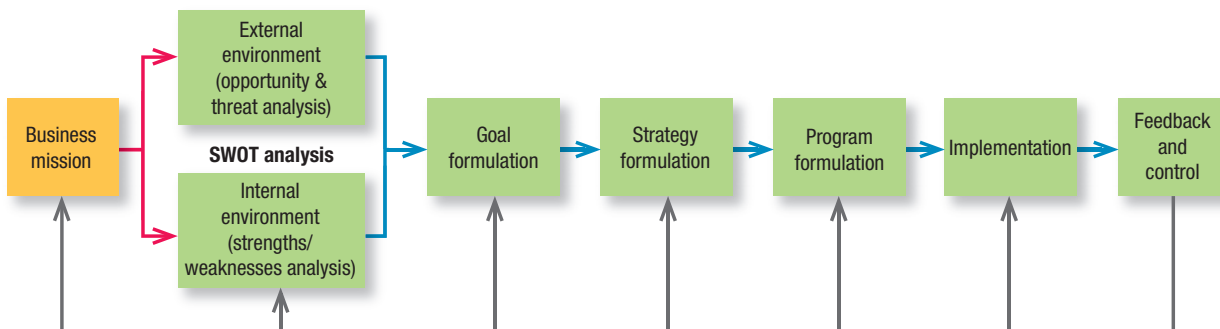 Business
mission
External
environment
(opportunity &
threat analysis)
SWOT analysis
Internal
environment
(strengths/
weaknesses analysis)
Goal
formulation
Strategy
formulation
Program
formulation
Implementation
Feedback
and
control